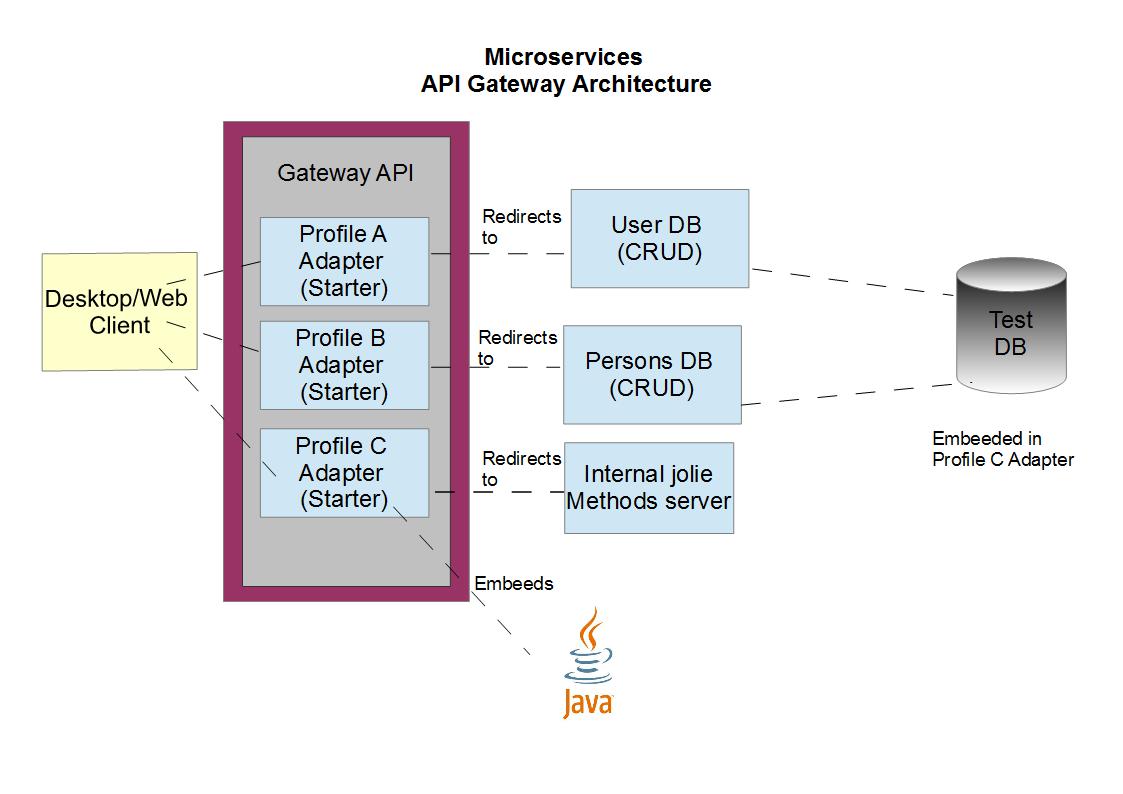 Microservices
API Gateway Architecture
Gateway API
Desktop/Web
Client
Profile A
Adapter
(Starter)
Redirects
to
User DB
(CRUD)
Profile B
Adapter
(Starter)
Redirects
to
Persons DB
(CRUD)
Test
DB
Embeeded in
Profile C Adapter
Profile C
Adapter
(Starter)
Redirects
to
Internal jolie
Methods server
Embeeds
Java